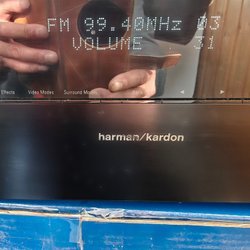 FM 99.40MHz 03
VOLUME 31
Effects Video Modes Surround Modes
harman/kardon